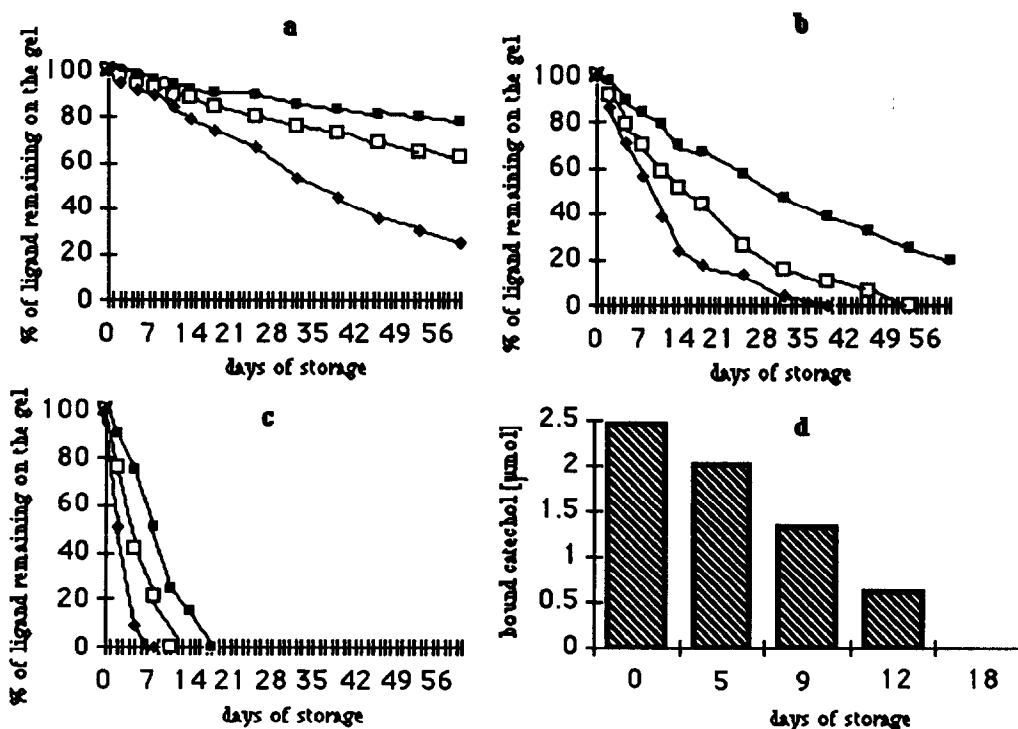 a
% of ligand remaining on the gel
100
80
60
40
20
0
0 7 14 21 28 35 42 49 56
days of storage
b
% of ligand remaining on the gel
100
80
60
40
20
0
0 7 14 21 28 35 42 49 56
days of storage
c
% of ligand remaining on the gel
100
80
60
40
20
0
0 7 14 21 28 35 42 49 56
days of storage
d
bound catechol [µmol]
2.5
2
1.5
1
0.5
0
0 5 9 12 18
days of storage